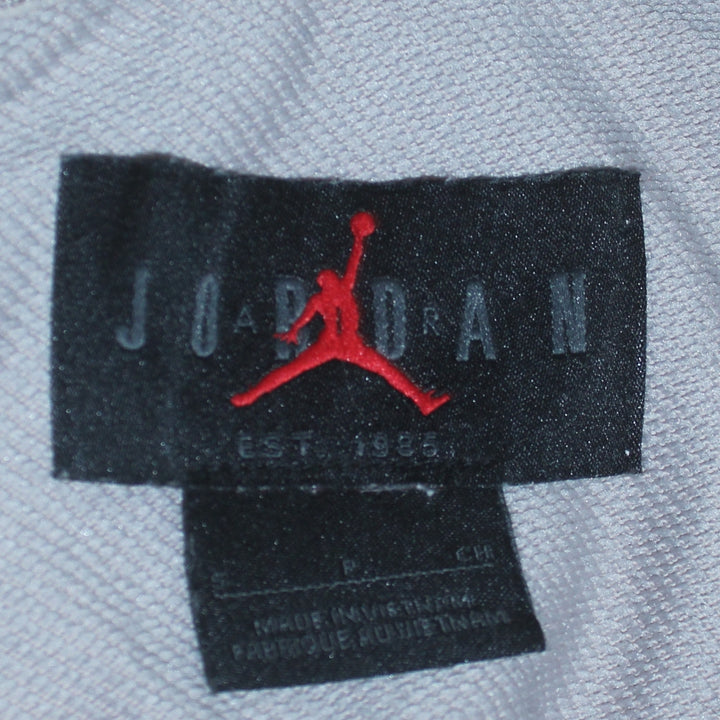 JORDAN
AIR
EST. 1985
S P CH
MADE IN VIETNAM
FABRIQUÉ AU VIETNAM